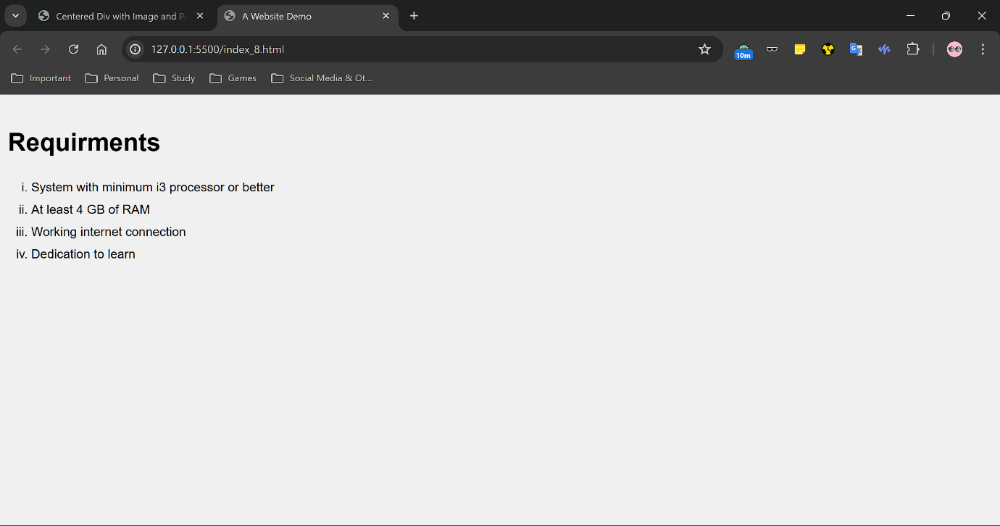 Centered Div with Image and Pa
A Website Demo
127.0.0.1:5500/index_8.html
10m
Important
Personal
Study
Games
Social Media & Ot...
Requirments
i. System with minimum i3 processor or better
ii. At least 4 GB of RAM
iii. Working internet connection
iv. Dedication to learn